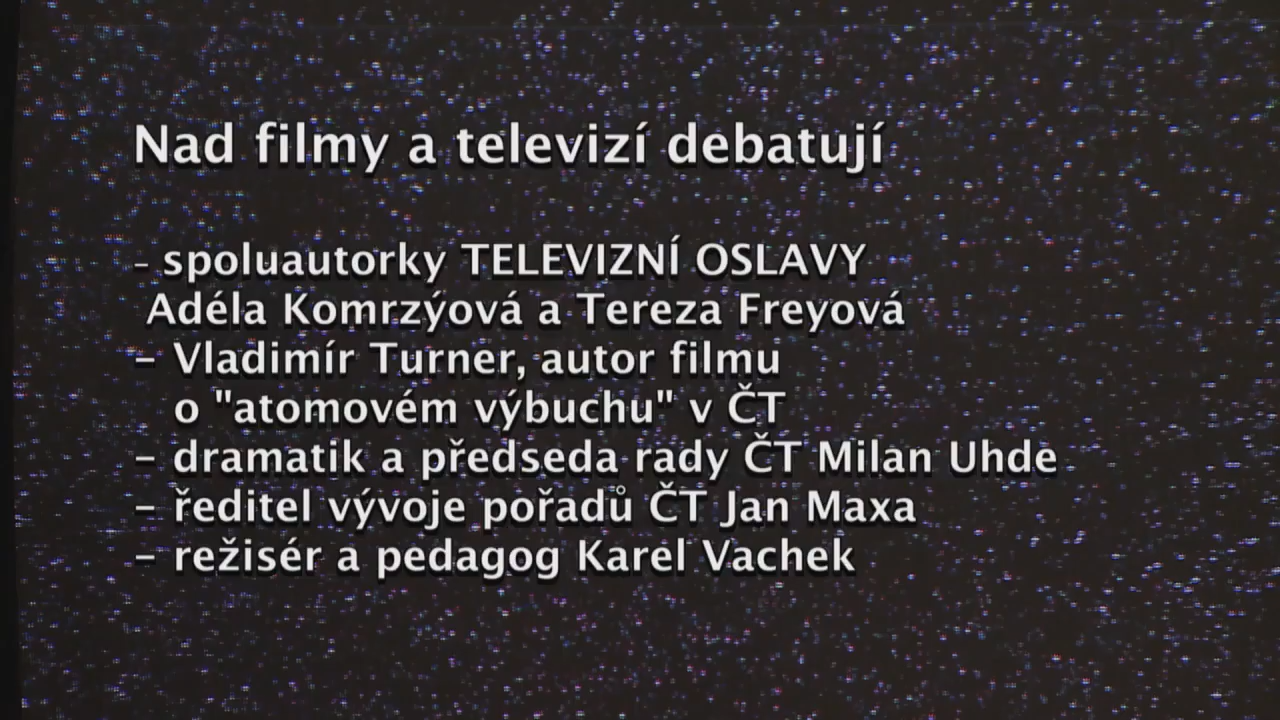 Nad filmy a televizí debatují
– spoluautorky TELEVIZNÍ OSLAVY
Adéla Komrzýová a Tereza Freyová
– Vladimír Turner, autor filmu
o "atomovém výbuchu" v ČT
– dramatik a předseda rady ČT Milan Uhde
– ředitel vývoje pořadů ČT Jan Maxa
– režisér a pedagog Karel Vachek